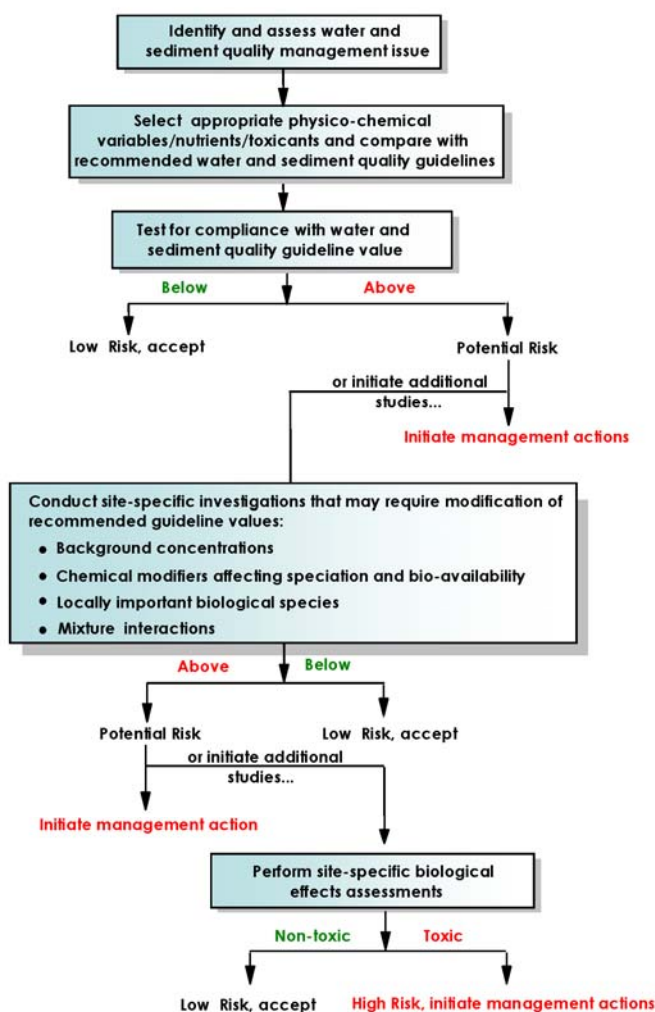 Identify and assess water and
sediment quality management issue
Select appropriate physico-chemical
variables/nutrients/toxicants and compare with
recommended water and sediment quality guidelines
Test for compliance with water and
sediment quality guideline value
Below
Above
Low Risk, accept
Potential Risk
or initiate additional
studies...
Initiate management actions
Conduct site-specific investigations that may require modification of
recommended guideline values:
• Background concentrations
• Chemical modifiers affecting speciation and bio-availability
• Locally important biological species
• Mixture interactions
Above
Below
Potential Risk
Low Risk, accept
or initiate additional
studies...
Initiate management action
Perform site-specific biological
effects assessments
Non-toxic
Toxic
Low Risk, accept
High Risk, initiate management actions